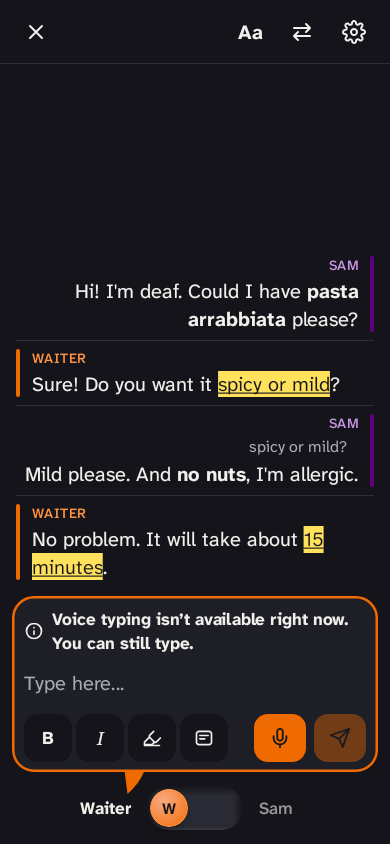 Aa
SAM
Hi! I'm deaf. Could I have pasta
arrabbiata please?
WAITER
Sure! Do you want it spicy or mild?
SAM
spicy or mild?
Mild please. And no nuts, I'm allergic.
WAITER
No problem. It will take about 15
minutes.
Voice typing isn’t available right now.
You can still type.
Type here...
B I
Waiter W Sam